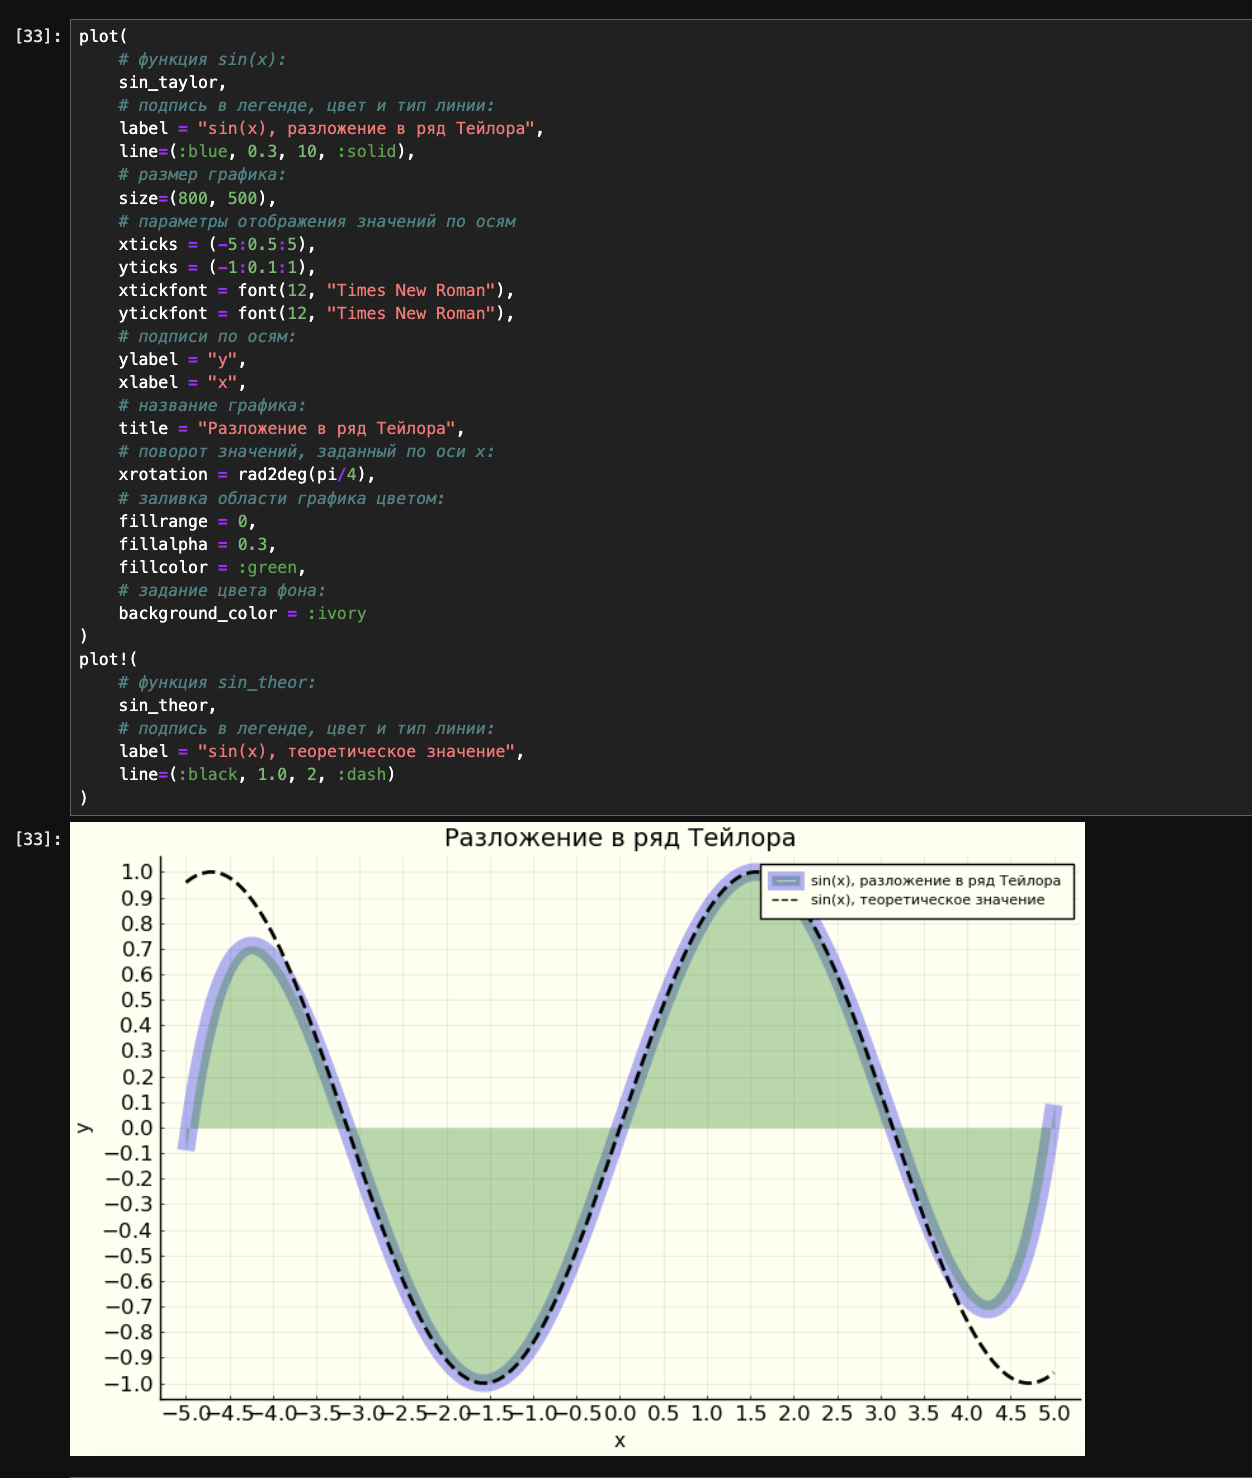 [33]: plot(
# функция sin(x):
sin_taylor,
# подпись в легенде, цвет и тип линии:
label = "sin(x), разложение в ряд Тейлора",
line=(:blue, 0.3, 10, :solid),
# размер графика:
size=(800, 500),
# параметры отображения значений по осям
xticks = (-5:0.5:5),
yticks = (-1:0.1:1),
xtickfont = font(12, "Times New Roman"),
ytickfont = font(12, "Times New Roman"),
# подписи по осям:
ylabel = "y",
xlabel = "x",
# название графика:
title = "Разложение в ряд Тейлора",
# поворот значений, заданный по оси x:
xrotation = rad2deg(pi/4),
# заливка области графика цветом:
fillrange = 0,
fillalpha = 0.3,
fillcolor = :green,
# задание цвета фона:
background_color = :ivory
)
plot!(
# функция sin_theor:
sin_theor,
# подпись в легенде, цвет и тип линии:
label = "sin(x), теоретическое значение",
line=(:black, 1.0, 2, :dash)
)
[33]:
Разложение в ряд Тейлора
sin(x), разложение в ряд Тейлора
sin(x), теоретическое значение
1.0
0.9
0.8
0.7
0.6
0.5
0.4
0.3
0.2
0.1
0.0
−0.1
−0.2
−0.3
−0.4
−0.5
−0.6
−0.7
−0.8
−0.9
−1.0
y
−5.0 −4.5 −4.0 −3.5 −3.0 −2.5 −2.0 −1.5 −1.0 −0.5 0.0 0.5 1.0 1.5 2.0 2.5 3.0 3.5 4.0 4.5 5.0
x